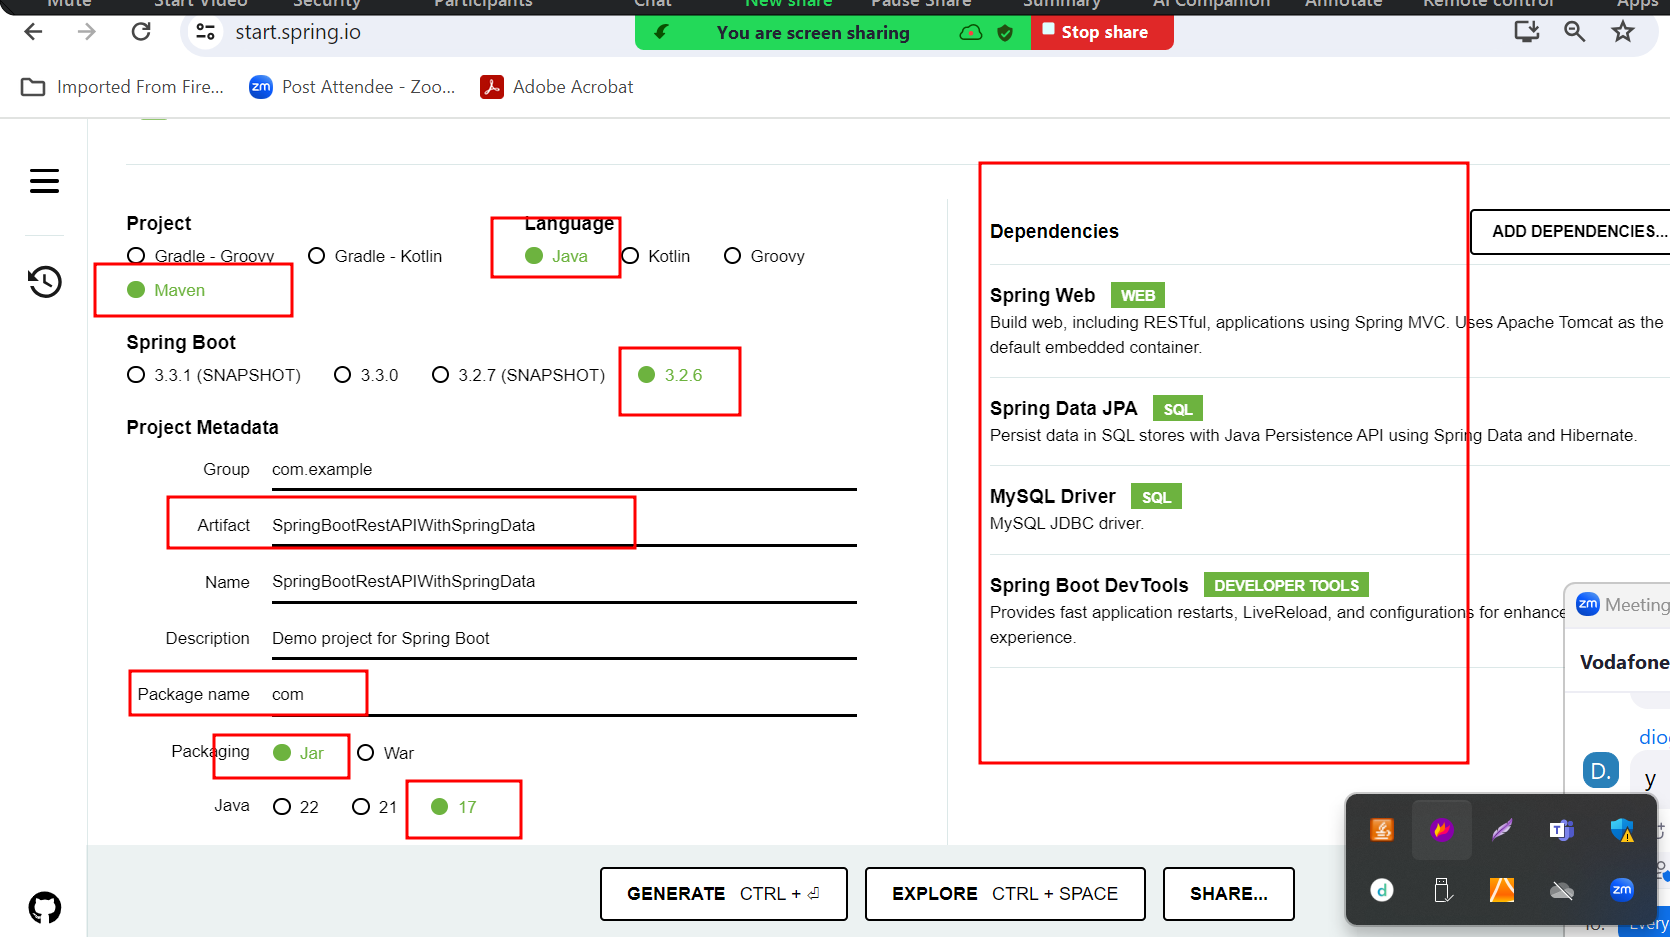 Mute Start Video Security Participants Chat New share Pause Share Summary AI Companion Annotate Remote control Apps
start.spring.io
You are screen sharing Stop share
Imported From Fire... zm Post Attendee - Zoo... Adobe Acrobat
Project
Gradle - Groovy Gradle - Kotlin
Maven
Language
Java Kotlin Groovy
Spring Boot
3.3.1 (SNAPSHOT) 3.3.0 3.2.7 (SNAPSHOT) 3.2.6
Project Metadata
Group com.example
Artifact SpringBootRestAPIWithSpringData
Name SpringBootRestAPIWithSpringData
Description Demo project for Spring Boot
Package name com
Packaging Jar War
Java 22 21 17
Dependencies
ADD DEPENDENCIES...
Spring Web WEB
Build web, including RESTful, applications using Spring MVC. Uses Apache Tomcat as the
default embedded container.
Spring Data JPA SQL
Persist data in SQL stores with Java Persistence API using Spring Data and Hibernate.
MySQL Driver SQL
MySQL JDBC driver.
Spring Boot DevTools DEVELOPER TOOLS
Provides fast application restarts, LiveReload, and configurations for enhance
experience.
zm Meeting
Vodafone
dio
D. y
T
d zm
To: Every
GENERATE CTRL + ⏎ EXPLORE CTRL + SPACE SHARE...